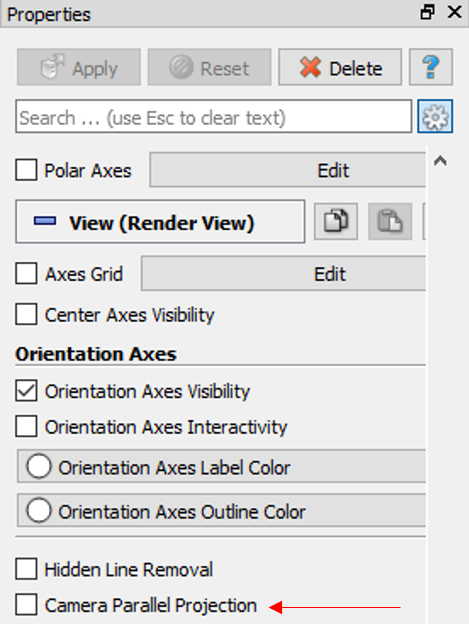 Properties
Apply Reset Delete ?
Search ... (use Esc to clear text)
Polar Axes Edit
View (Render View)
Axes Grid Edit
Center Axes Visibility
Orientation Axes
Orientation Axes Visibility
Orientation Axes Interactivity
Orientation Axes Label Color
Orientation Axes Outline Color
Hidden Line Removal
Camera Parallel Projection